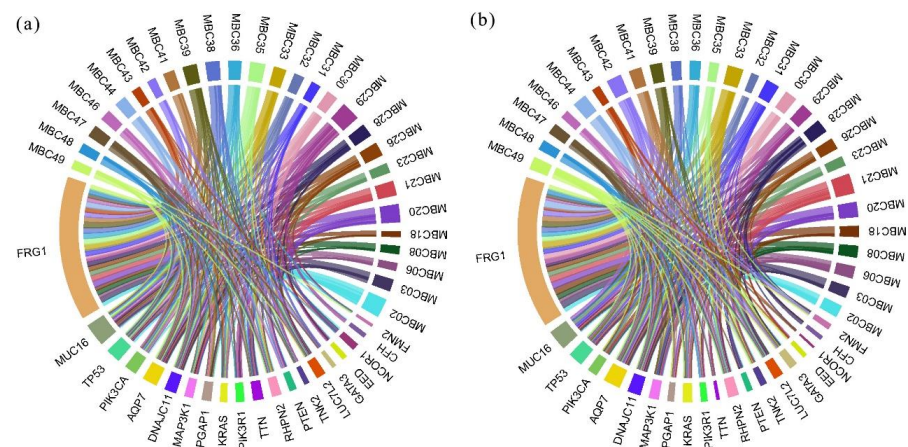 (a)
MBC49
MBC48
MBC47
MBC46
MBC44
MBC43
MBC42
MBC41
MBC39
MBC38
MBC36
MBC35
MBC33
MBC32
MBC31
MBC30
MBC29
MBC28
MBC26
MBC23
MBC21
MBC20
MBC18
MBC08
MBC06
MBC03
MBC02
FMN2
CFH
NCOR1
EED
GATA3
LUC7L2
TNK2
PTEN
RHPN2
TTN
PIK3R1
KRAS
PGAP1
MAP3K1
DNAJC11
AQP7
PIK3CA
TP53
MUC16
FRG1
(b)
MBC49
MBC48
MBC47
MBC46
MBC44
MBC43
MBC42
MBC41
MBC39
MBC38
MBC36
MBC35
MBC33
MBC32
MBC31
MBC30
MBC29
MBC28
MBC26
MBC23
MBC21
MBC20
MBC18
MBC08
MBC06
MBC03
MBC02
FMN2
CFH
NCOR1
EED
GATA3
LUC7L2
TNK2
PTEN
RHPN2
TTN
PIK3R1
KRAS
PGAP1
MAP3K1
DNAJC11
AQP7
PIK3CA
TP53
MUC16
FRG1